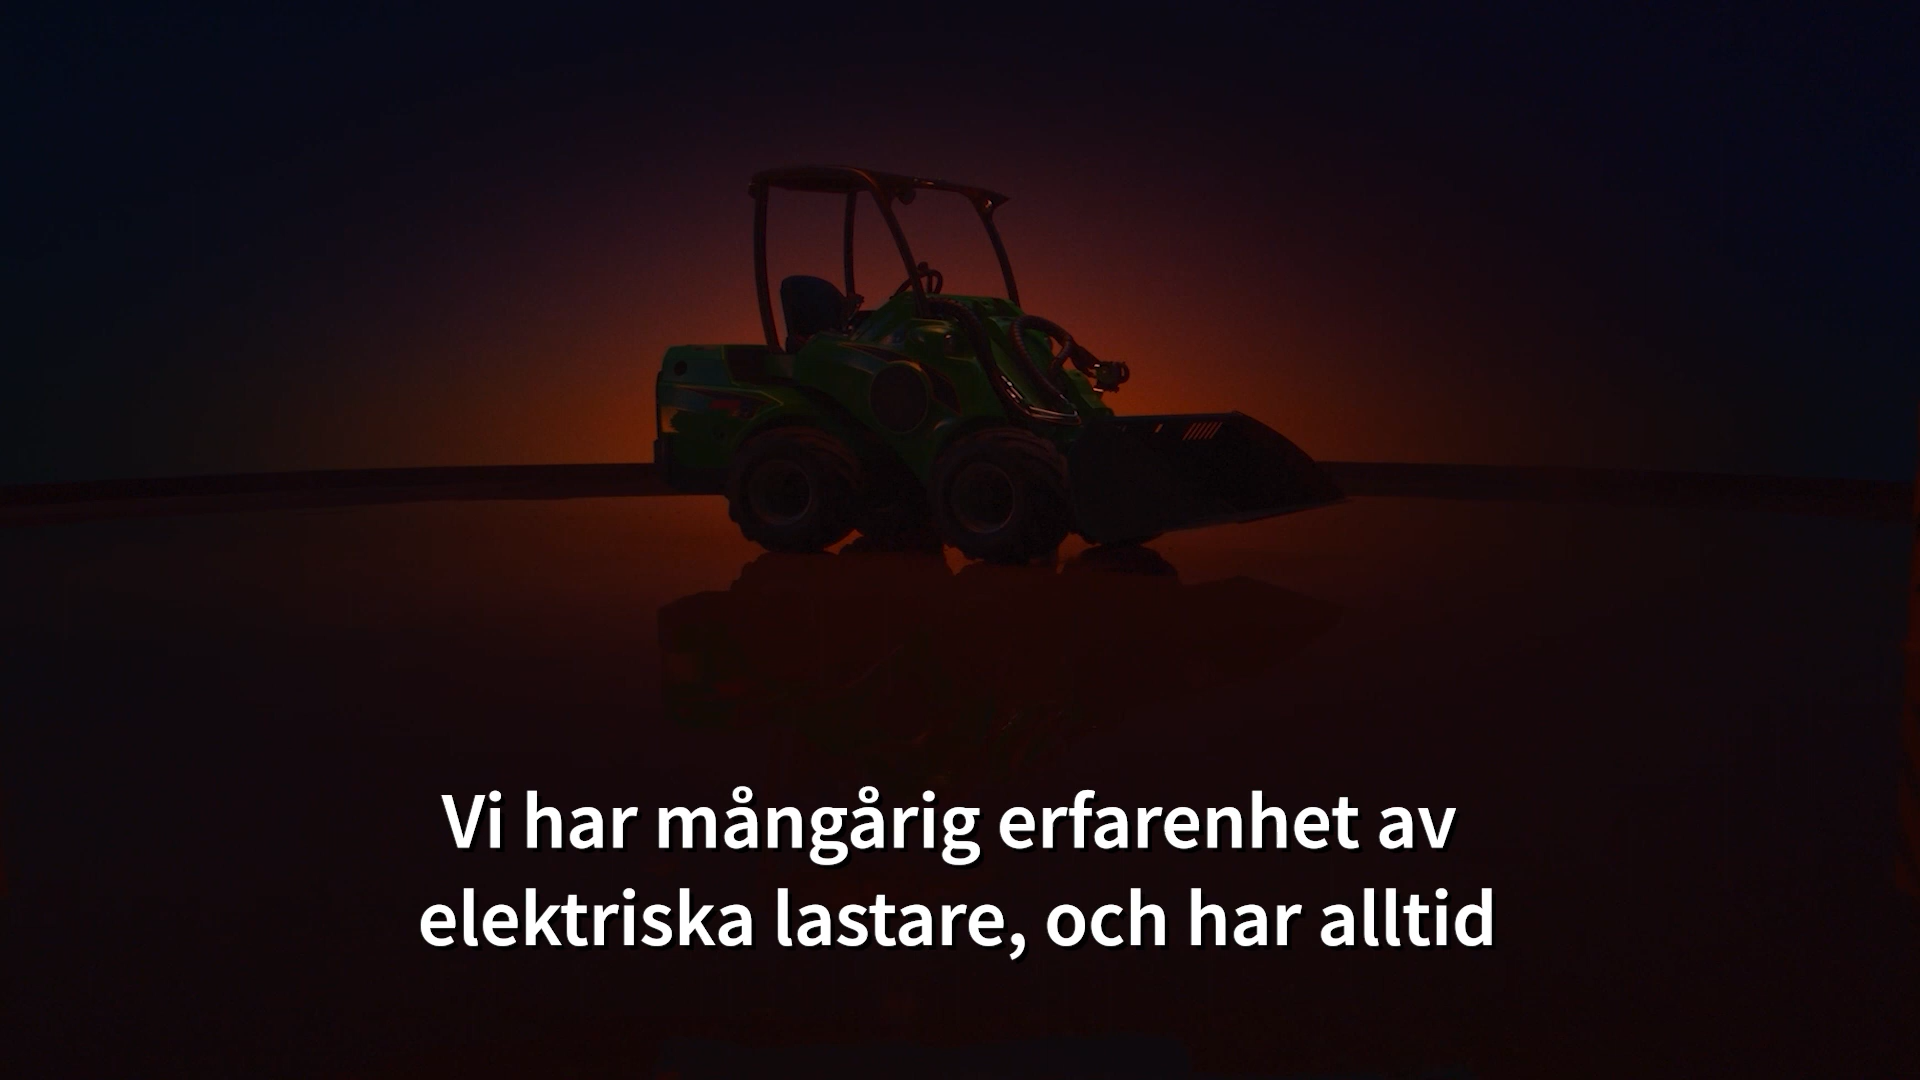 Vi har mångårig erfarenhet av
elektriska lastare, och har alltid